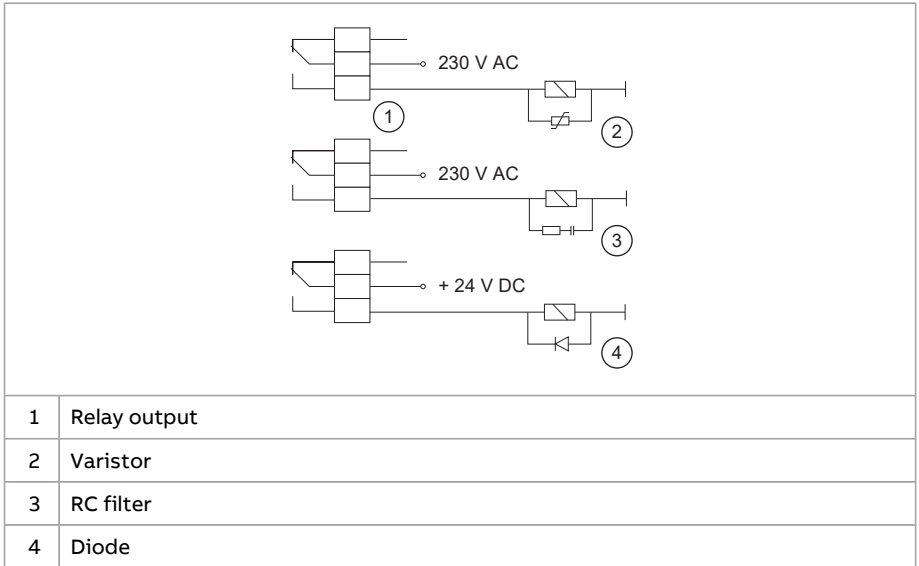 230 V AC
1
2
230 V AC
3
+ 24 V DC
4
1 Relay output
2 Varistor
3 RC filter
4 Diode